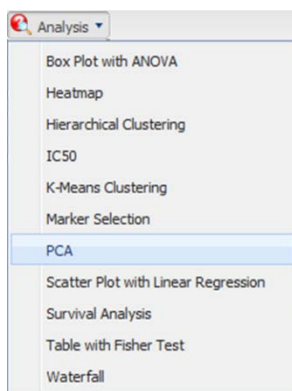 Analysis
Box Plot with ANOVA
Heatmap
Hierarchical Clustering
IC50
K-Means Clustering
Marker Selection
PCA
Scatter Plot with Linear Regression
Survival Analysis
Table with Fisher Test
Waterfall